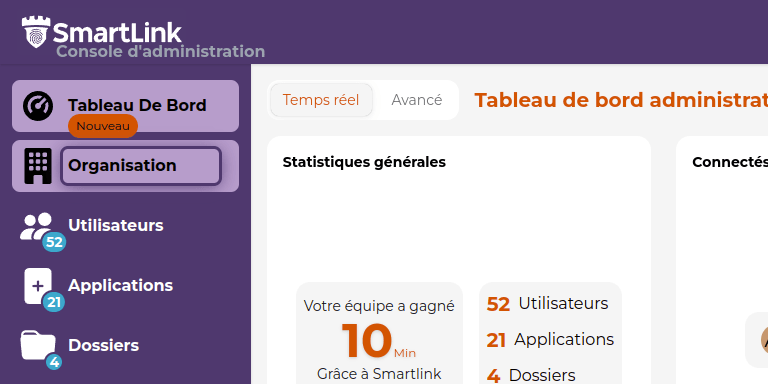 SmartLink
Console d'administration
Tableau De Bord
Nouveau
Organisation
Utilisateurs
52
Applications
21
Dossiers
4
Temps réel
Avancé
Tableau de bord administrat
Statistiques générales
Connectés
Votre équipe a gagné
10 Min
Grâce à Smartlink
52 Utilisateurs
21 Applications
4 Dossiers